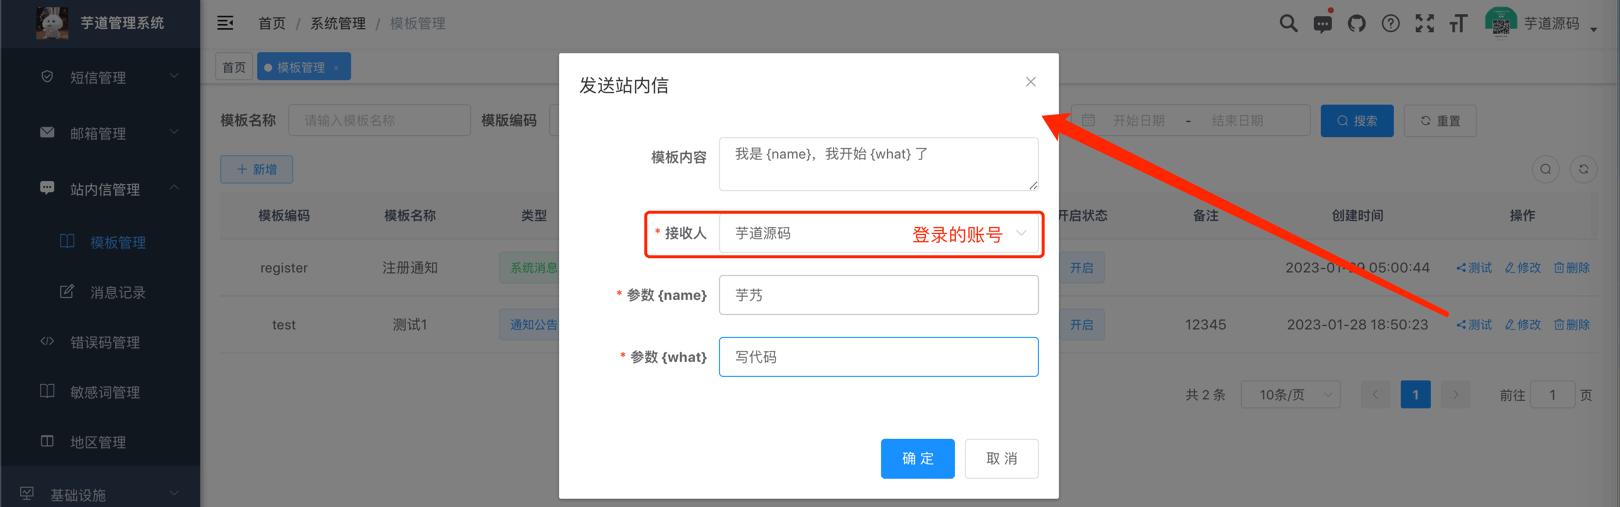 芋道管理系统
首页 / 系统管理 / 模板管理
芋道源码
首页
模板管理 ×
短信管理
邮箱管理
站内信管理
模板管理
消息记录
错误码管理
敏感词管理
地区管理
基础设施
模板名称 请输入模板名称 模版编码 开始日期 - 结束日期 搜索 重置
+ 新增
模板编码 模板名称 类型 开启状态 备注 创建时间 操作
register 注册通知 系统消息 开启 2023-01-29 05:00:44 测试 修改 删除
test 测试1 通知公告 开启 12345 2023-01-28 18:50:23 测试 修改 删除
共 2 条 10条/页 < 1 > 前往 1 页
发送站内信
模板内容 我是 {name}，我开始 {what} 了
* 接收人 芋道源码 登录的账号
* 参数 {name} 芋艿
* 参数 {what} 写代码
确 定 取 消